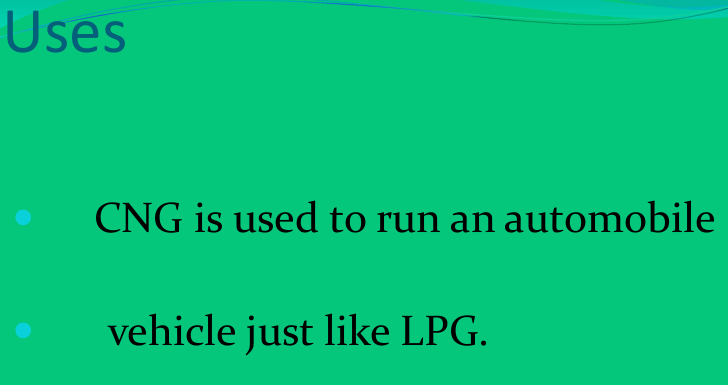 Uses
• CNG is used to run an automobile
• vehicle just like LPG.